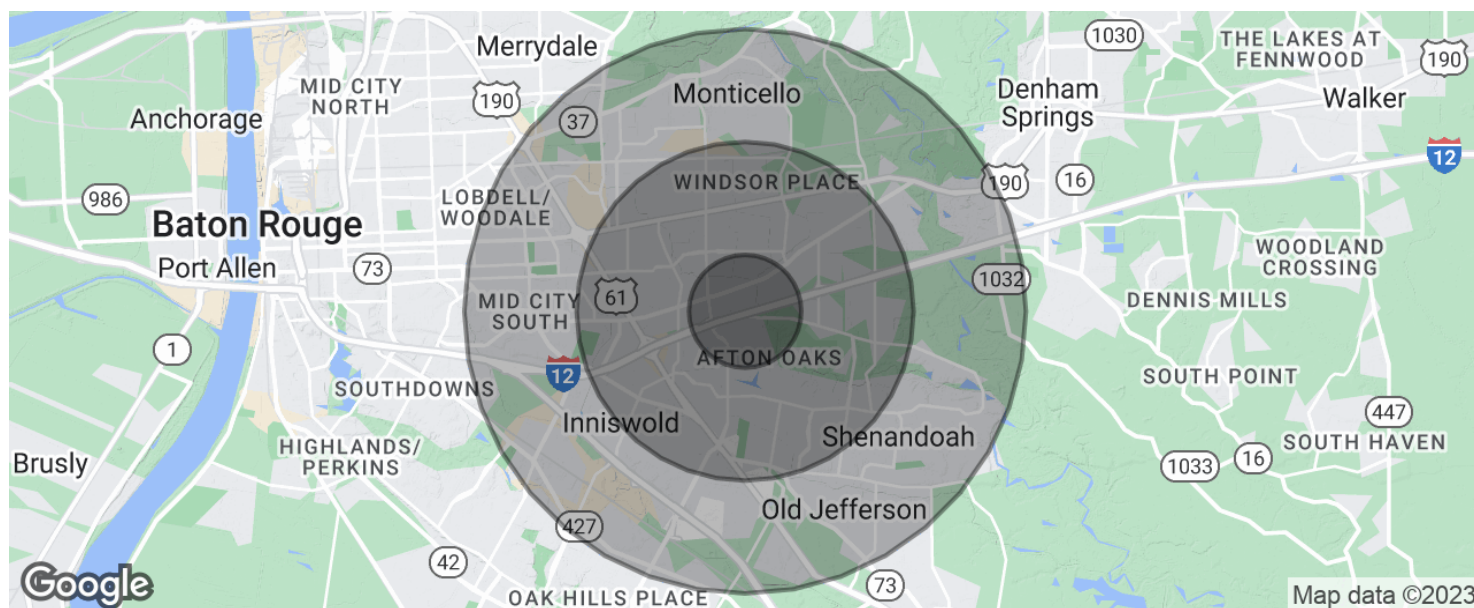 1030
THE LAKES AT
FENNWOOD
190
Merrydale
MID CITY
NORTH
190
Monticello
Denham
Springs
Walker
Anchorage
37
12
986
LOBDELL/
WOODALE
WINDSOR PLACE
190
16
Baton Rouge
Port Allen
73
WOODLAND
CROSSING
MID CITY
SOUTH
61
1032
DENNIS MILLS
1
AFTON OAKS
12
SOUTHDOWNS
SOUTH POINT
Inniswold
447
HIGHLANDS/
PERKINS
Shenandoah
SOUTH HAVEN
Brusly
1033
16
Old Jefferson
427
42
73
Google
OAK HILLS PLACE
Map data ©2023